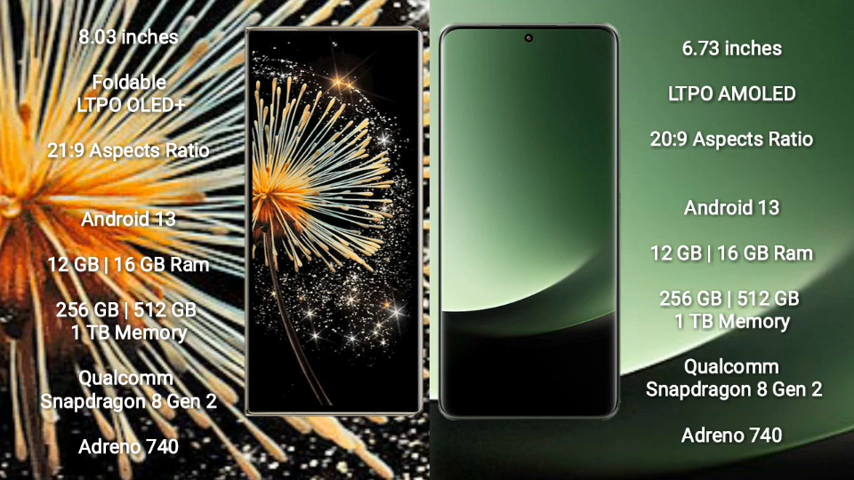 8.03 inches
Foldable
LTPO OLED+
21:9 Aspects Ratio
Android 13
12 GB | 16 GB Ram
256 GB | 512 GB
1 TB Memory
Qualcomm
Snapdragon 8 Gen 2
Adreno 740
6.73 inches
LTPO AMOLED
20:9 Aspects Ratio
Android 13
12 GB | 16 GB Ram
256 GB | 512 GB
1 TB Memory
Qualcomm
Snapdragon 8 Gen 2
Adreno 740